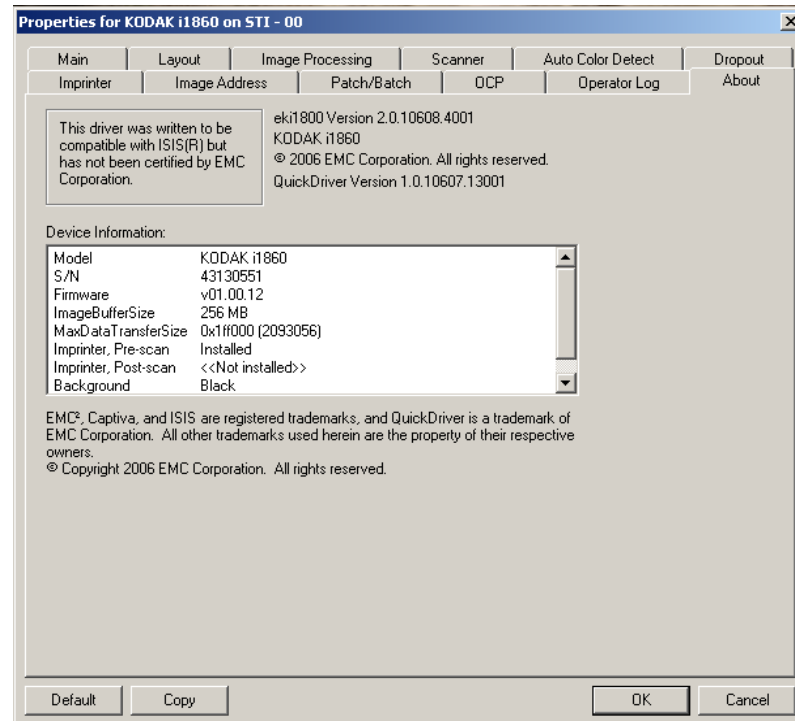 Properties for KODAK i1860 on STI - 00
Main Layout Image Processing Scanner Auto Color Detect Dropout
Imprinter Image Address Patch/Batch OCP Operator Log About
This driver was written to be
compatible with ISIS(R) but
has not been certified by EMC
Corporation.
eki1800 Version 2.0.10608.4001
KODAK i1860
© 2006 EMC Corporation. All rights reserved.
QuickDriver Version 1.0.10607.13001
Device Information:
Model KODAK i1860
S/N 43130551
Firmware v01.00.12
ImageBufferSize 256 MB
MaxDataTransferSize 0x1ff000 (2093056)
Imprinter, Pre-scan Installed
Imprinter, Post-scan <<Not installed>>
Background Black
EMC², Captiva, and ISIS are registered trademarks, and QuickDriver is a trademark of
EMC Corporation. All other trademarks used herein are the property of their respective
owners.
© Copyright 2006 EMC Corporation. All rights reserved.
Default Copy OK Cancel